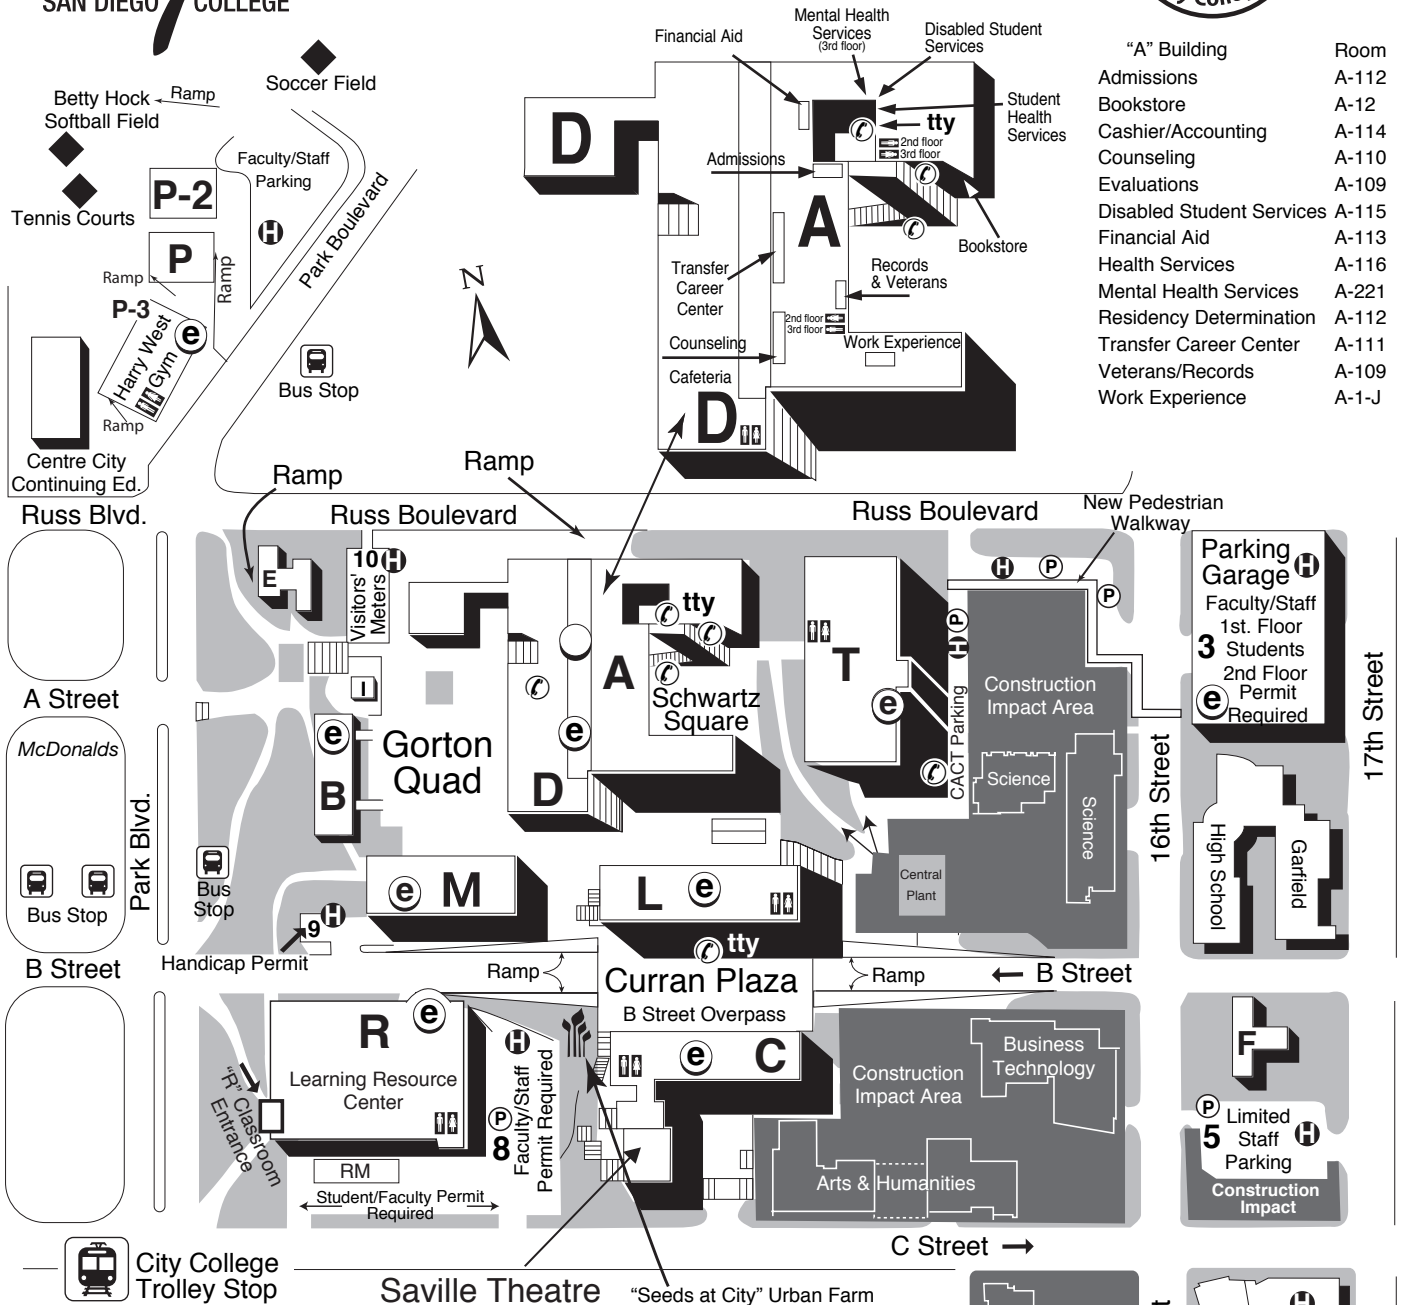 SAN DIEGO COLLEGE
Soccer Field
Betty Hock
Softball Field
Ramp
Tennis Courts
P-2
Faculty/Staff
Parking
H
P
Ramp
Ramp
P-3
Harry West
Gym
e
Ramp
Park Boulevard
Centre City
Continuing Ed.
N
Bus Stop
Financial Aid
Mental Health
Services
(3rd floor)
Disabled Student
Services
Student
Health
Services
tty
2nd floor
3rd floor
D
Admissions
A
Bookstore
Transfer
Career
Center
Records
& Veterans
2nd floor
3rd floor
Counseling
Work Experience
Cafeteria
D
"A" Building Room
Admissions A-112
Bookstore A-12
Cashier/Accounting A-114
Counseling A-110
Evaluations A-109
Disabled Student Services A-115
Financial Aid A-113
Health Services A-116
Mental Health Services A-221
Residency Determination A-112
Transfer Career Center A-111
Veterans/Records A-109
Work Experience A-1-J
Ramp
Ramp
Russ Blvd.
Russ Boulevard
Russ Boulevard
New Pedestrian
Walkway
E
10 H
Visitors'
Meters
I
tty
A
Schwartz
Square
e
D
Gorton
Quad
e
B
T
e
P
H
CACT Parking
H
P
P
Construction
Impact Area
Science
Science
Central
Plant
Parking
Garage H
Faculty/Staff
1st. Floor
3 Students
2nd Floor
e Permit
Required
17th Street
16th Street
High School
Garfield
A Street
McDonalds
Park Blvd.
Bus Stop
Bus
Stop
B Street
e M
L e
tty
9 H
Handicap Permit
Ramp
Curran Plaza
B Street Overpass
Ramp
B Street
R
e
Learning Resource
Center
"R" Classroom
Entrance
RM
Student/Faculty Permit
Required
H
P
8
Faculty/Staff
Permit Required
e C
Construction
Impact Area
Business
Technology
Arts & Humanities
F
P
5
Limited
Staff
Parking
H
Construction
Impact
C Street
City College
Trolley Stop
Saville Theatre
"Seeds at City" Urban Farm
H